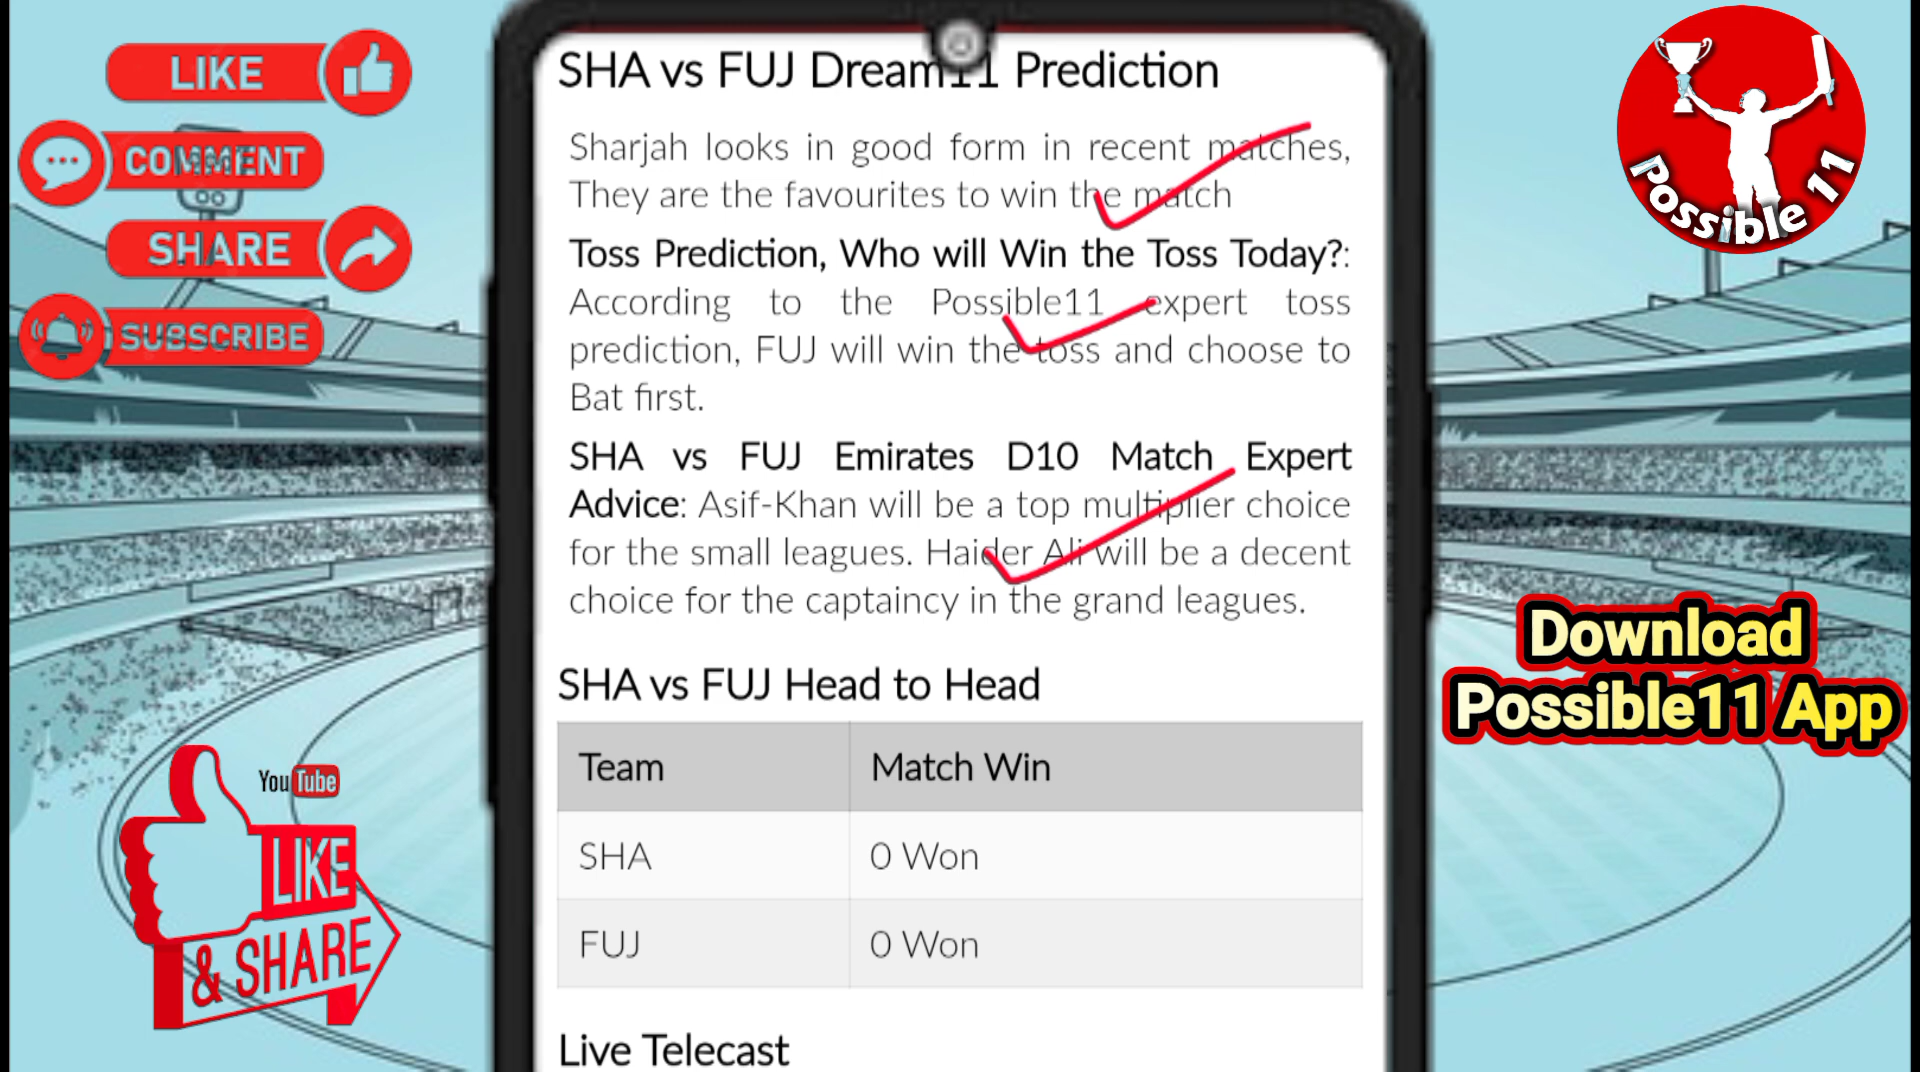 LIKE
COMMENT
SHARE
SUBSCRIBE
YouTube
LIKE
& SHARE
SHA vs FUJ Dream11 Prediction
Sharjah looks in good form in recent matches,
They are the favourites to win the match
Toss Prediction, Who will Win the Toss Today?:
According to the Possible11 expert toss
prediction, FUJ will win the toss and choose to
Bat first.
SHA vs FUJ Emirates D10 Match Expert
Advice: Asif-Khan will be a top multiplier choice
for the small leagues. Haider Ali will be a decent
choice for the captaincy in the grand leagues.
SHA vs FUJ Head to Head
Team Match Win
SHA 0 Won
FUJ 0 Won
Live Telecast
Possible 11
Download
Possible11 App